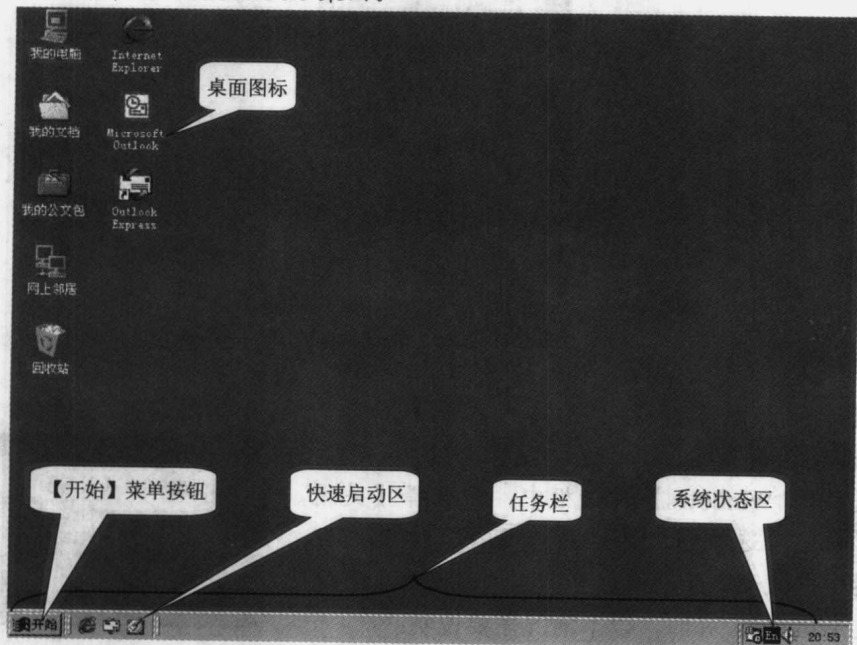 我的电脑
Internet
Explorer
桌面图标
我的文档
Microsoft
Outlook
我的公文包
Outlook
Express
网上邻居
回收站
【开始】菜单按钮
快速启动区
任务栏
系统状态区
开始
En
20:53